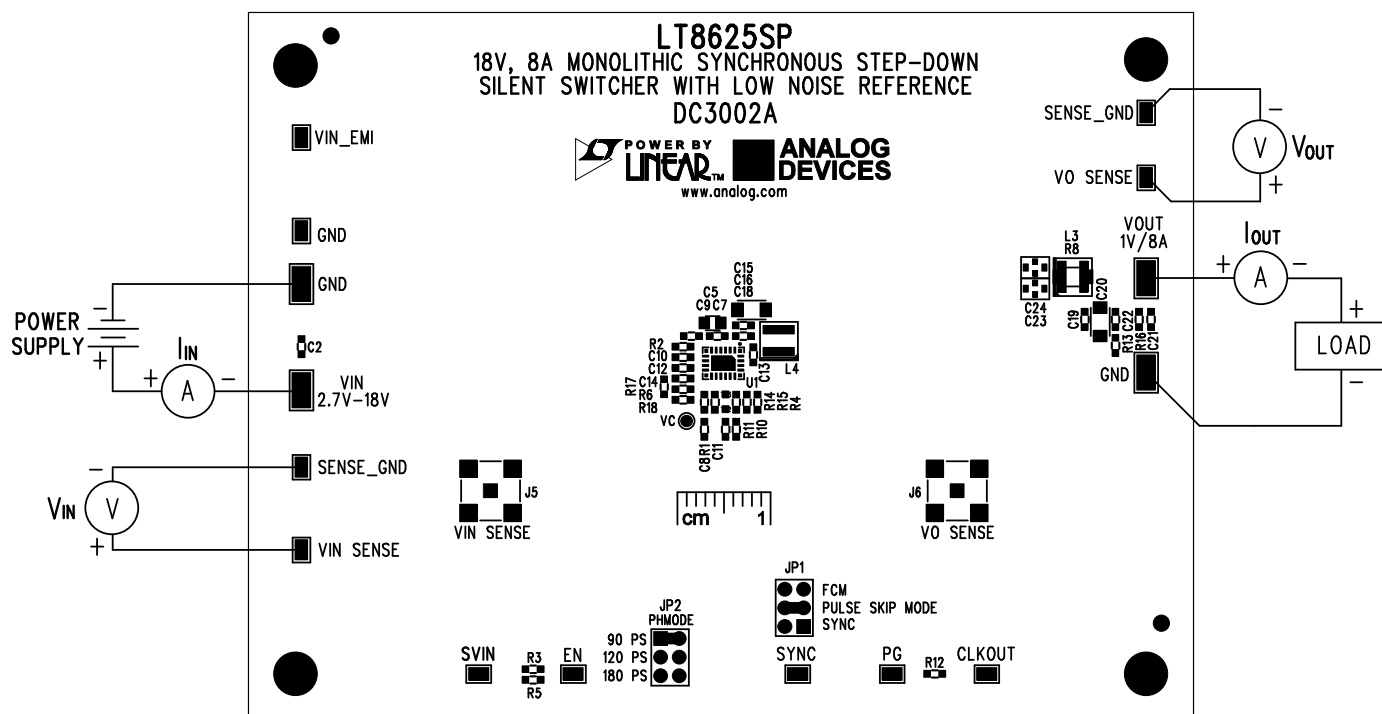 LT8625SP
18V, 8A MONOLITHIC SYNCHRONOUS STEP-DOWN
SILENT SWITCHER WITH LOW NOISE REFERENCE
DC3002A
POWER BY
LINEAR™
ANALOG
DEVICES
www.analog.com
VIN_EMI
GND
GND
POWER
SUPPLY
-
+
IIN
+ A -
C2
VIN
2.7V-18V
SENSE_GND
-
VIN
V
+
VIN SENSE
SENSE_GND
-
V
VOUT
+
VO SENSE
VOUT
1V/8A
IOUT
+ A -
+
LOAD
-
GND
L3
R8
C24
C23
C20
C19
C22
R13
R16
C21
C15
C16
C18
C5
C9 C7
R2
C10
C12
C14
R17
R6
R18
VC
U1
C13
L4
R14
R15
R4
C8
R1
C11
R11
R10
J5
VIN SENSE
cm 1
J6
VO SENSE
JP1
FCM
PULSE SKIP MODE
SYNC
JP2
PHMODE
90 PS
120 PS
180 PS
SVIN
R3
R5
EN
SYNC
PG
R12
CLKOUT